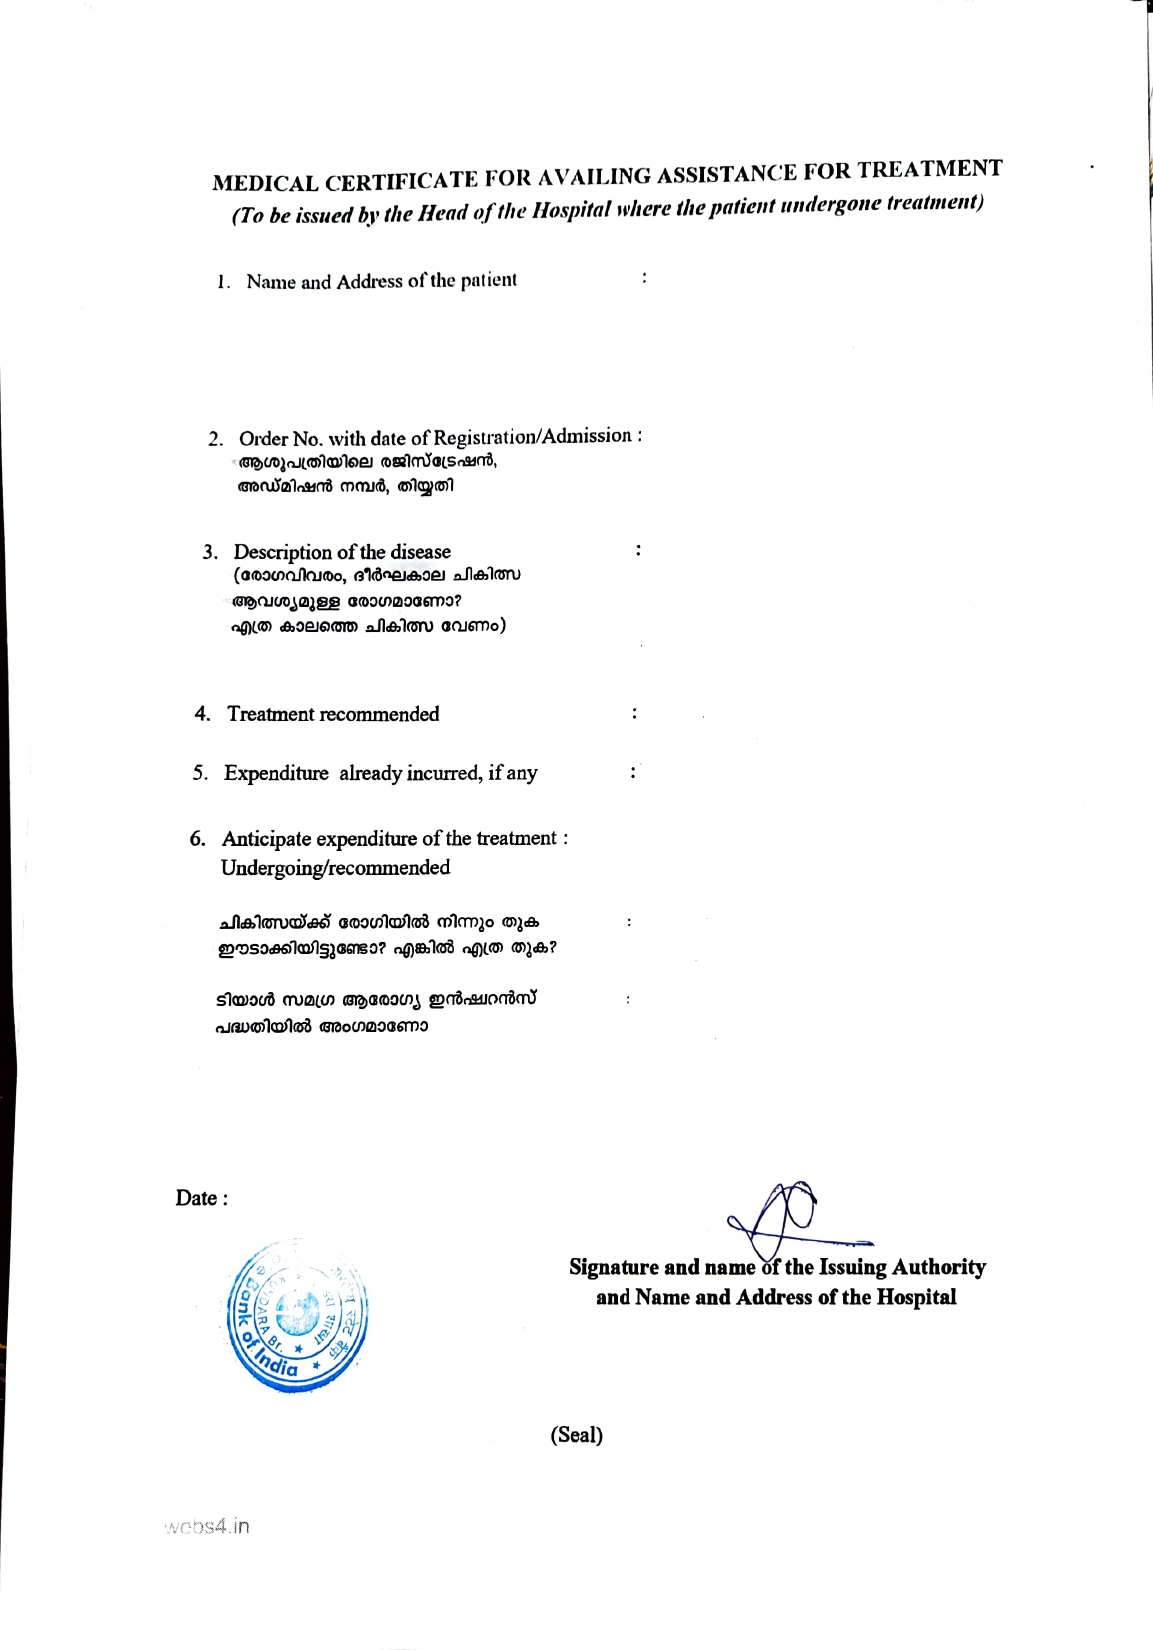 MEDICAL CERTIFICATE FOR AVAILING ASSISTANCE FOR TREATMENT
(To be issued by the Head of the Hospital where the patient undergone treatment)
1. Name and Address of the patient :
2. Order No. with date of Registration/Admission :
ആശുപത്രിയിലെ രജിസ്ട്രേഷൻ,
അഡ്മിഷൻ നമ്പർ, തിയ്യതി
3. Description of the disease :
(രോഗവിവരം, ദീർഘകാല ചികിത്സ
ആവശ്യമുള്ള രോഗമാണോ?
എത്ര കാലത്തെ ചികിത്സ വേണം)
4. Treatment recommended :
5. Expenditure already incurred, if any :
6. Anticipate expenditure of the treatment :
Undergoing/recommended
ചികിത്സയ്ക്ക് രോഗിയിൽ നിന്നും തുക :
ഈടാക്കിയിട്ടുണ്ടോ? എങ്കിൽ എത്ര തുക?
ടിയാൾ സമഗ്ര ആരോഗ്യ ഇൻഷ്വറൻസ് :
പദ്ധതിയിൽ അംഗമാണോ
Date :
Signature and name of the Issuing Authority
and Name and Address of the Hospital
Bank of India
Br.
(Seal)
webs4.in